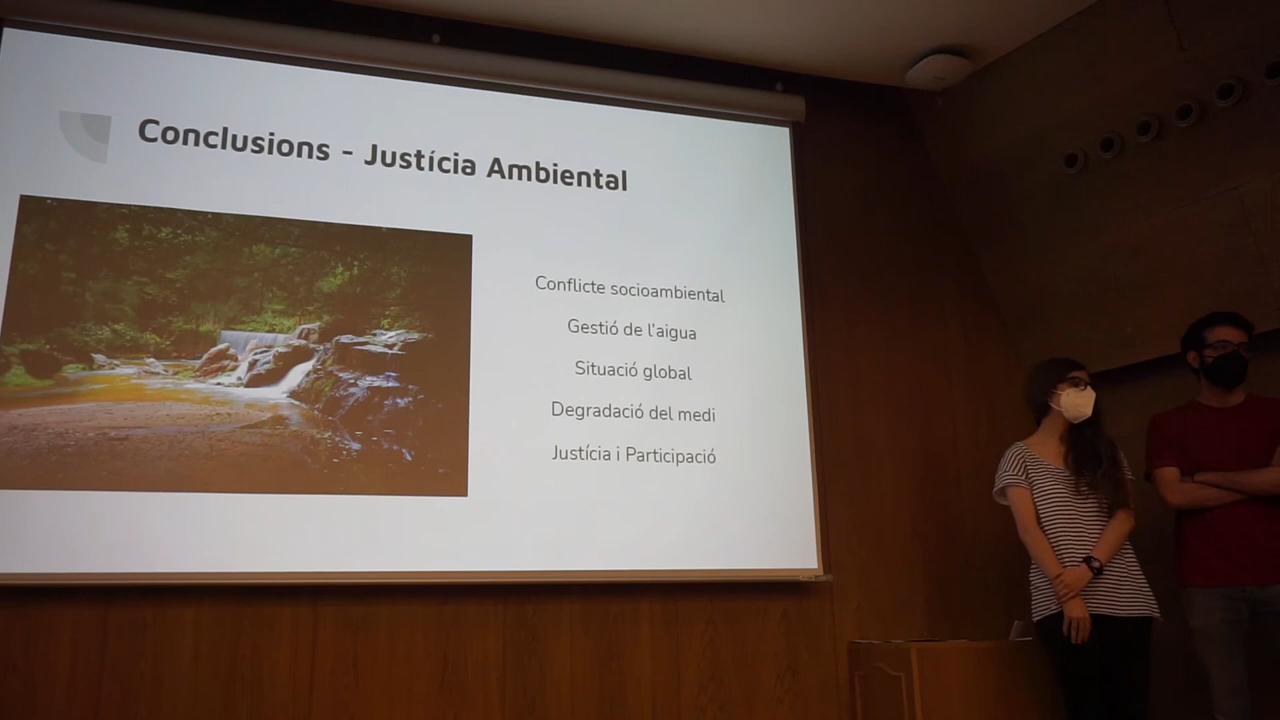 Conclusions - Justícia Ambiental
Conflicte socioambiental
Gestió de l'aigua
Situació global
Degradació del medi
Justícia i Participació